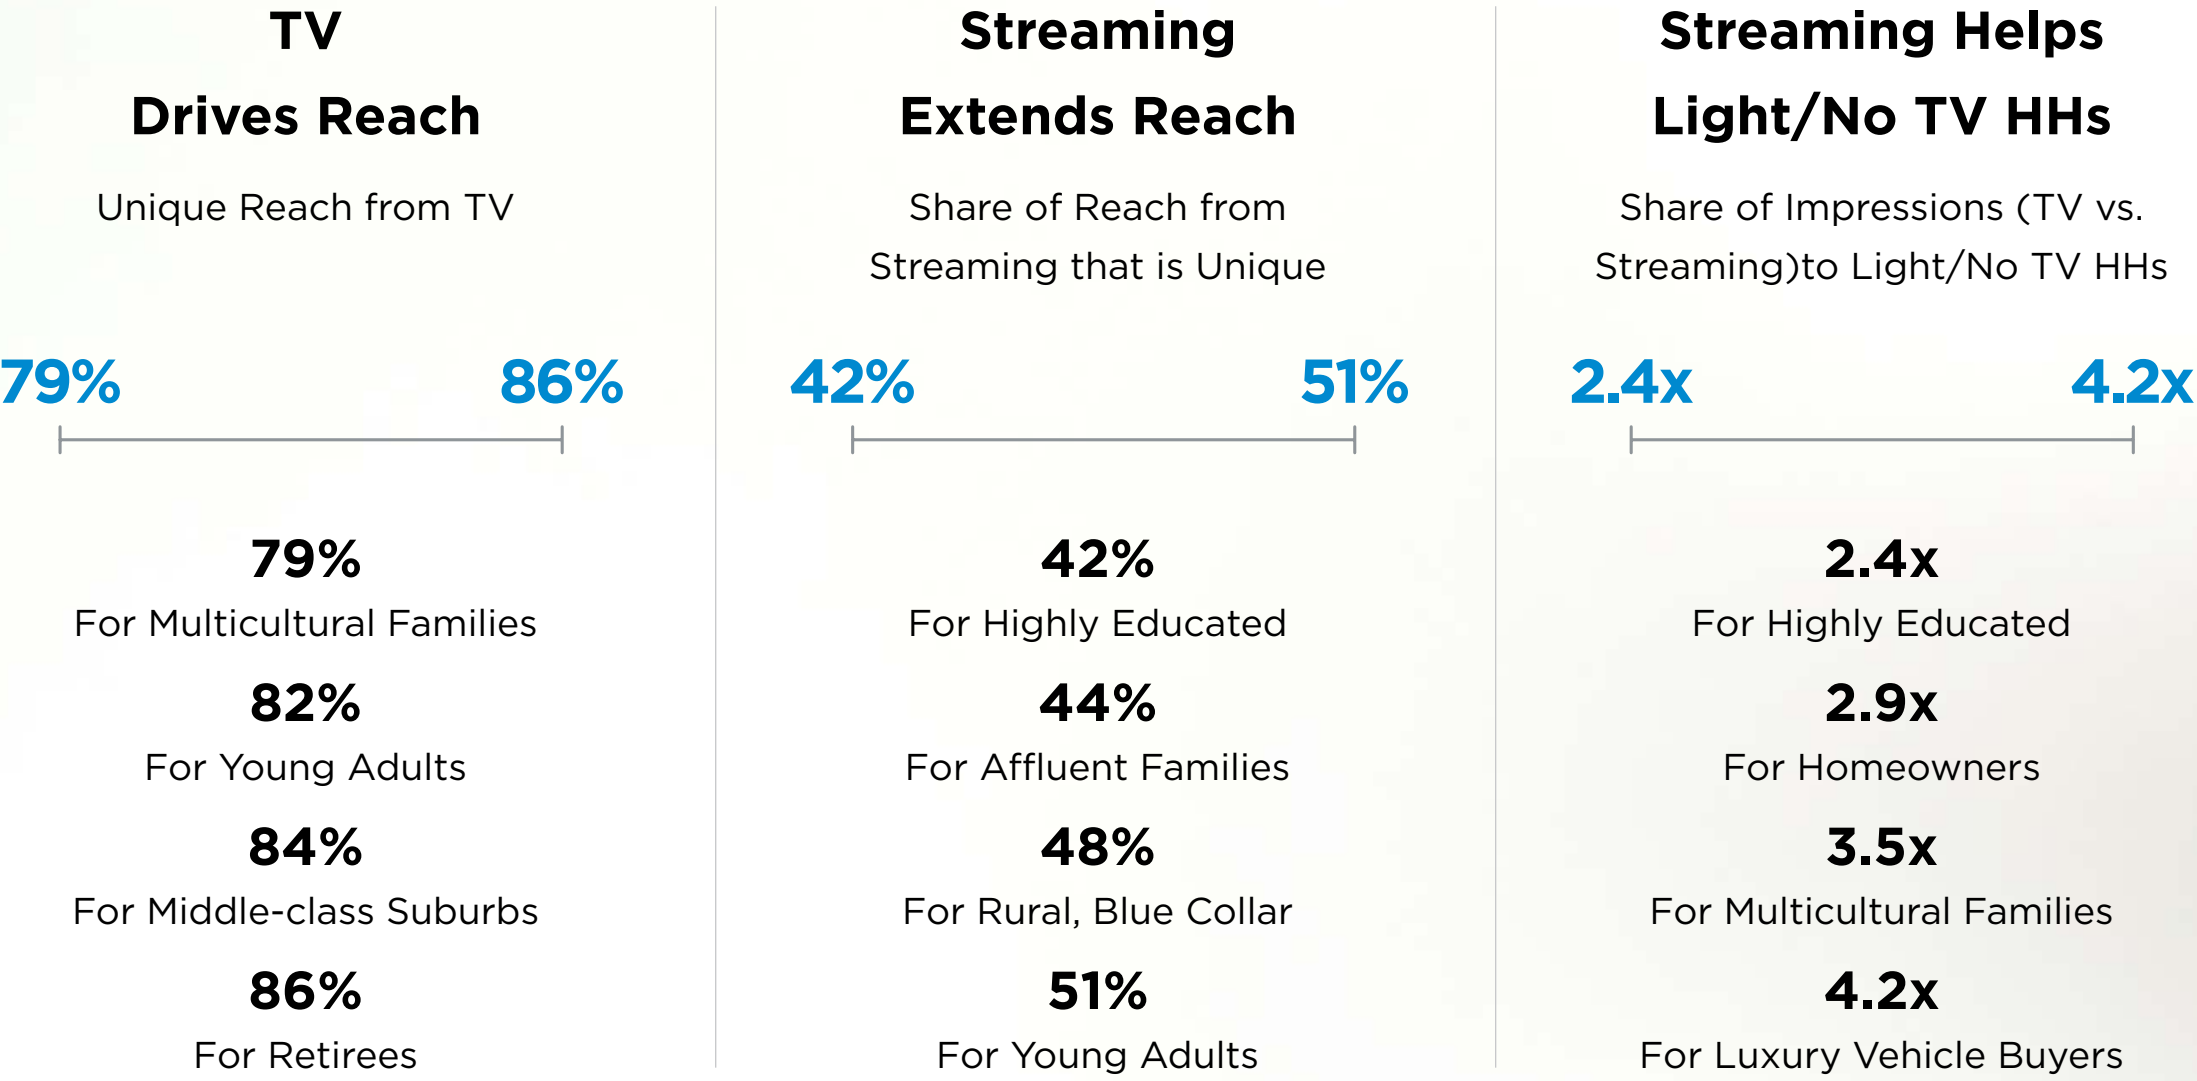 TV
Drives Reach
Unique Reach from TV
79%
86%
79%
For Multicultural Families
82%
For Young Adults
84%
For Middle-class Suburbs
86%
For Retirees
Streaming
Extends Reach
Share of Reach from
Streaming that is Unique
42%
51%
42%
For Highly Educated
44%
For Affluent Families
48%
For Rural, Blue Collar
51%
For Young Adults
Streaming Helps
Light/No TV HHs
Share of Impressions (TV vs.
Streaming)to Light/No TV HHs
2.4x
4.2x
2.4x
For Highly Educated
2.9x
For Homeowners
3.5x
For Multicultural Families
4.2x
For Luxury Vehicle Buyers